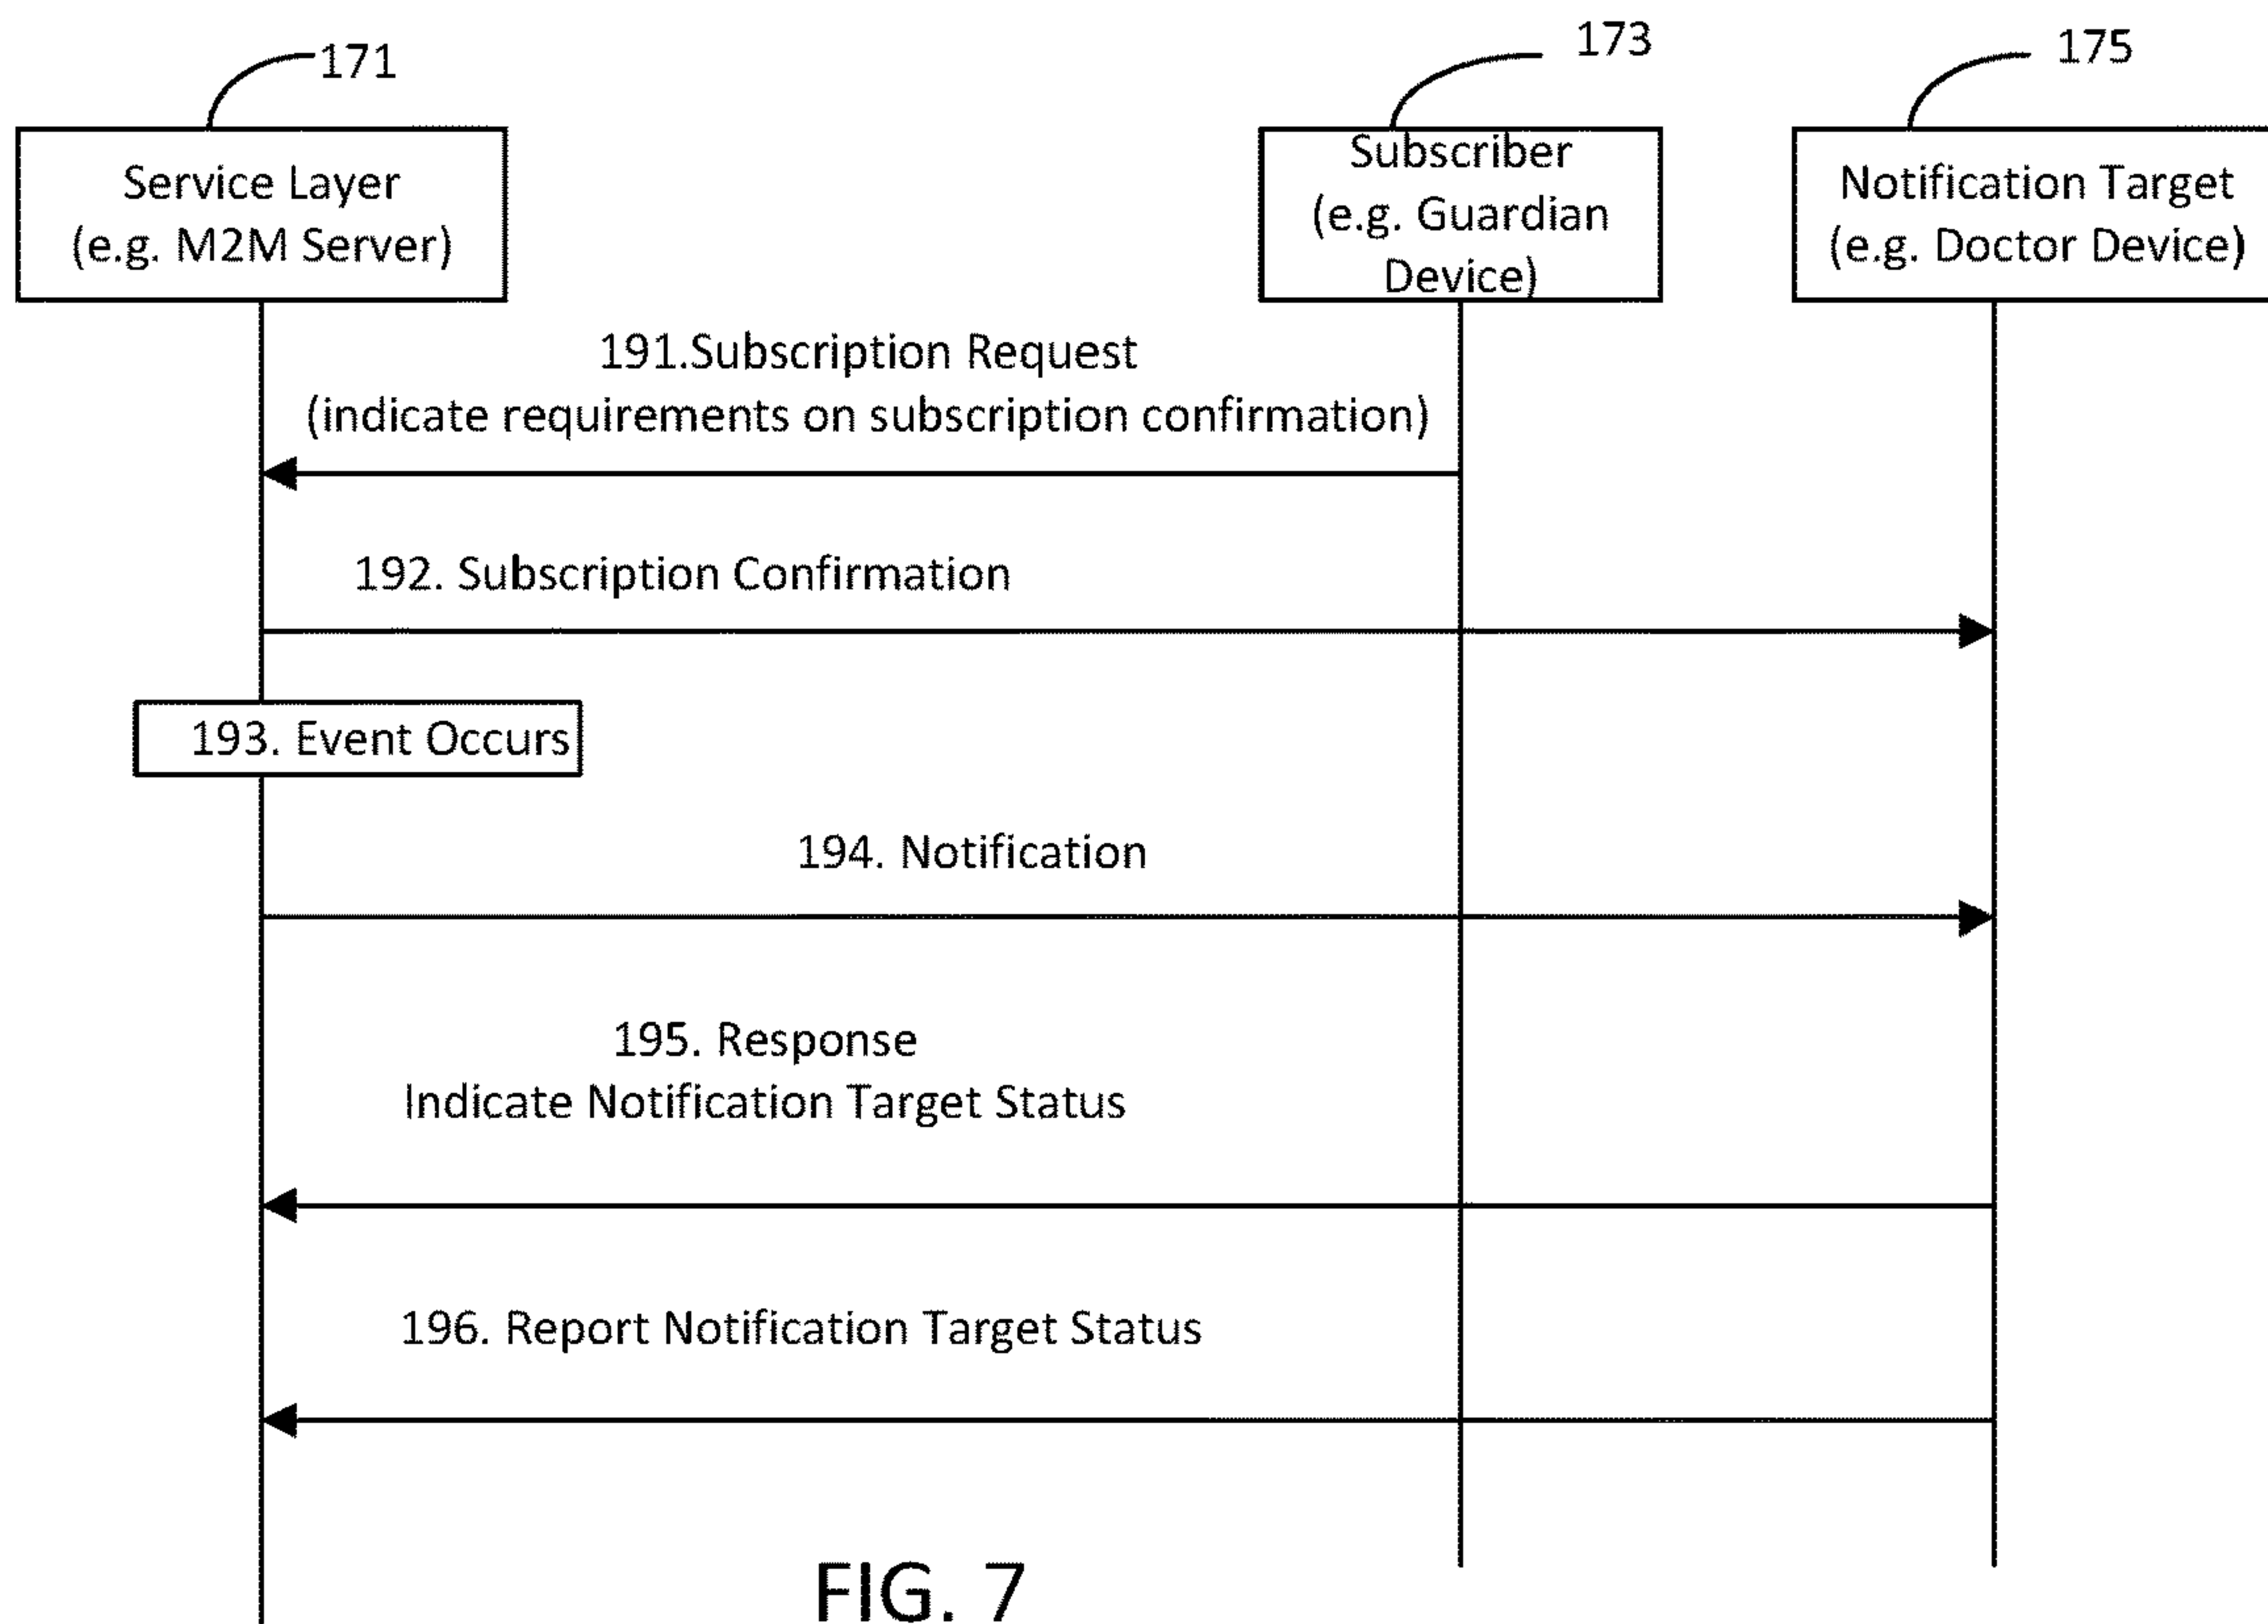 171
173
175
Service Layer
(e.g. M2M Server)
Subscriber
(e.g. Guardian
Device)
Notification Target
(e.g. Doctor Device)
191.Subscription Request
(indicate requirements on subscription confirmation)
192. Subscription Confirmation
193. Event Occurs
194. Notification
195. Response
Indicate Notification Target Status
196. Report Notification Target Status
FIG. 7